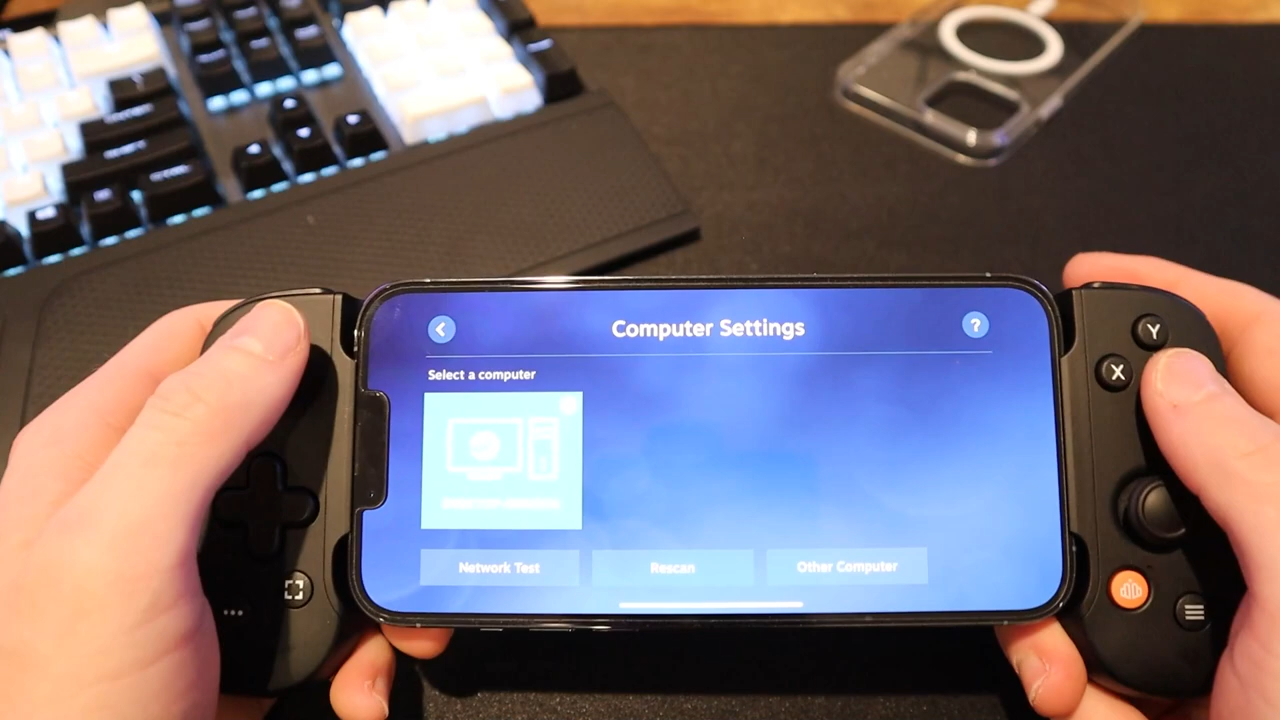 Computer Settings
?
Select a computer
Network Test
Rescan
Other Computer
Y
X